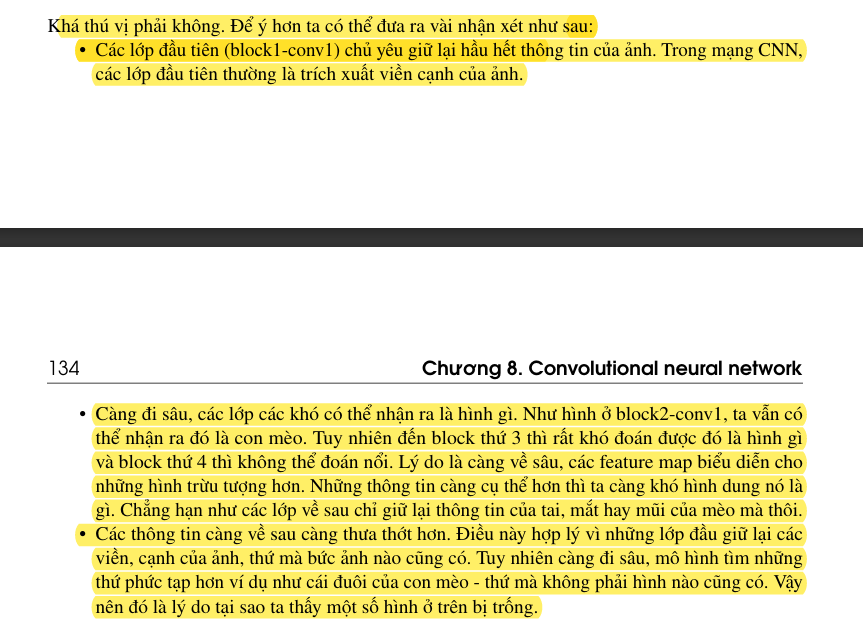 Khá thú vị phải không. Để ý hơn ta có thể đưa ra vài nhận xét như sau:
• Các lớp đầu tiên (block1-conv1) chủ yêu giữ lại hầu hết thông tin của ảnh. Trong mạng CNN,
các lớp đầu tiên thường là trích xuất viền cạnh của ảnh.
134
Chương 8. Convolutional neural network
• Càng đi sâu, các lớp các khó có thể nhận ra là hình gì. Như hình ở block2-conv1, ta vẫn có
thể nhận ra đó là con mèo. Tuy nhiên đến block thứ 3 thì rất khó đoán được đó là hình gì
và block thứ 4 thì không thể đoán nổi. Lý do là càng về sâu, các feature map biểu diễn cho
những hình trừu tượng hơn. Những thông tin càng cụ thể hơn thì ta càng khó hình dung nó là
gì. Chẳng hạn như các lớp về sau chỉ giữ lại thông tin của tai, mắt hay mũi của mèo mà thôi.
• Các thông tin càng về sau càng thưa thớt hơn. Điều này hợp lý vì những lớp đầu giữ lại các
viền, cạnh của ảnh, thứ mà bức ảnh nào cũng có. Tuy nhiên càng đi sâu, mô hình tìm những
thứ phức tạp hơn ví dụ như cái đuôi của con mèo - thứ mà không phải hình nào cũng có. Vậy
nên đó là lý do tại sao ta thấy một số hình ở trên bị trống.